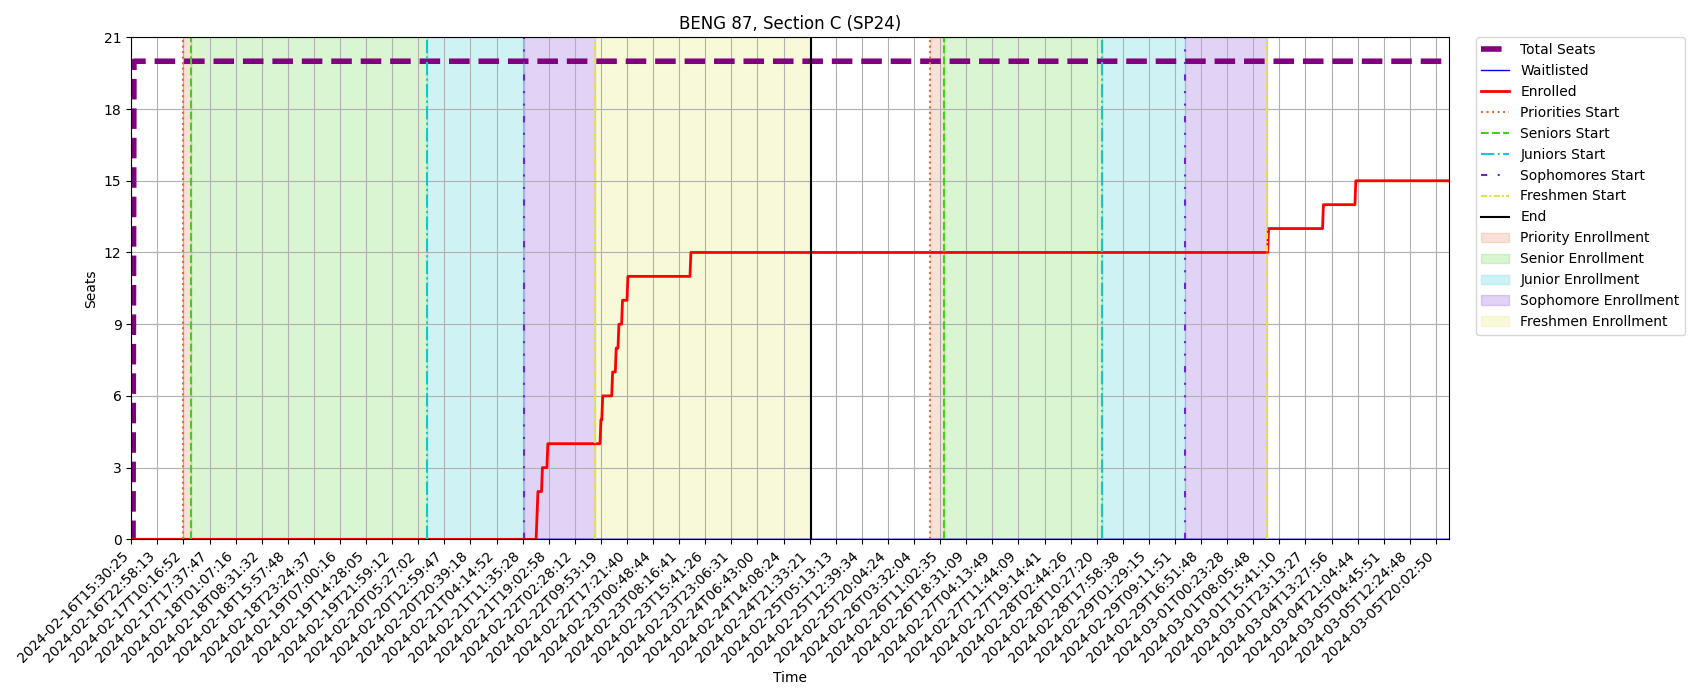 BENG 87, Section C (SP24)
21
18
15
12
9
6
3
0
Seats
2024-02-16T15:30:25
2024-02-16T22:58:13
2024-02-17T10:16:52
2024-02-17T17:37:47
2024-02-18T01:07:16
2024-02-18T08:31:32
2024-02-18T15:57:48
2024-02-18T23:24:37
2024-02-19T07:00:16
2024-02-19T14:28:05
2024-02-19T21:59:12
2024-02-20T05:27:02
2024-02-20T12:59:47
2024-02-20T20:39:18
2024-02-21T04:14:52
2024-02-21T11:35:28
2024-02-21T19:02:58
2024-02-22T02:28:12
2024-02-22T09:53:19
2024-02-22T17:21:40
2024-02-23T00:48:44
2024-02-23T08:16:41
2024-02-23T15:41:26
2024-02-23T23:06:31
2024-02-24T06:43:00
2024-02-24T14:08:24
2024-02-24T21:33:21
2024-02-25T05:13:13
2024-02-25T12:39:34
2024-02-25T20:04:24
2024-02-26T03:32:04
2024-02-26T11:02:35
2024-02-26T18:31:09
2024-02-27T04:13:49
2024-02-27T11:44:09
2024-02-27T19:14:41
2024-02-28T02:44:26
2024-02-28T10:27:20
2024-02-28T17:58:38
2024-02-29T01:29:15
2024-02-29T09:11:51
2024-02-29T16:51:48
2024-03-01T00:23:28
2024-03-01T08:05:48
2024-03-01T15:41:10
2024-03-01T23:13:27
2024-03-04T13:27:56
2024-03-04T21:04:44
2024-03-05T04:45:51
2024-03-05T12:24:48
2024-03-05T20:02:50
Time
Total Seats
Waitlisted
Enrolled
Priorities Start
Seniors Start
Juniors Start
Sophomores Start
Freshmen Start
End
Priority Enrollment
Senior Enrollment
Junior Enrollment
Sophomore Enrollment
Freshmen Enrollment